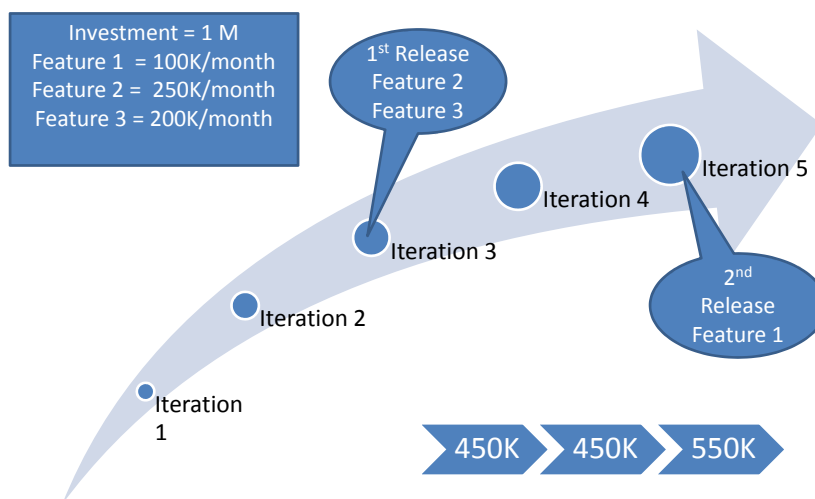 Investment = 1 M
Feature 1  = 100K/month
Feature 2 =  250K/month
Feature 3 = 200K/month
1st Release
Feature 2
Feature 3
Iteration 5
Iteration 4
Iteration 3
2nd
Release
Feature 1
Iteration 2
Iteration
1
450K
450K
550K